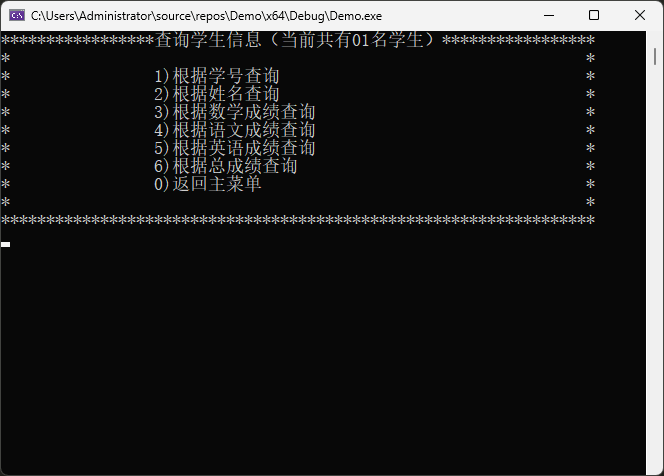 C:\Users\Administrator\source\repos\Demo\x64\Debug\Demo.exe
*****************查询学生信息（当前共有01名学生）*****************
* *
* 1)根据学号查询 *
* 2)根据姓名查询 *
* 3)根据数学成绩查询 *
* 4)根据语文成绩查询 *
* 5)根据英语成绩查询 *
* 6)根据总成绩查询 *
* 0)返回主菜单 *
* *
******************************************************************